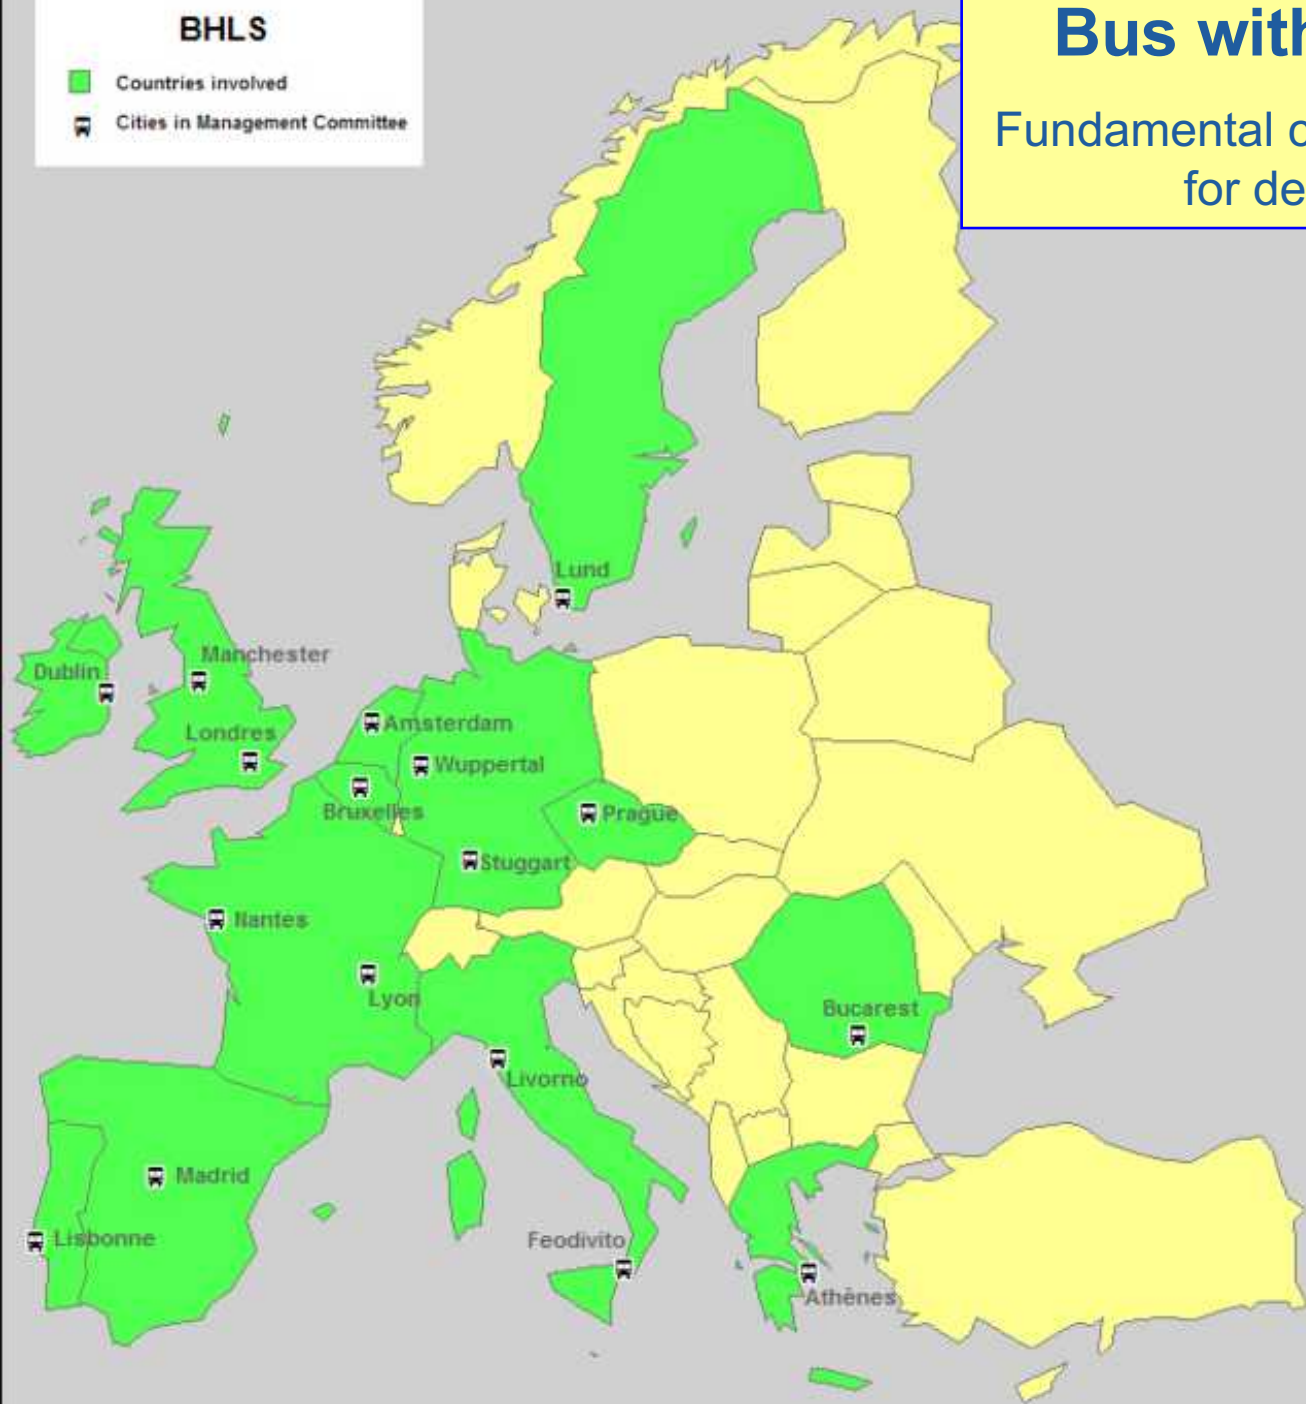 BHLS
Countries involved
Cities in Management Committee
Bus with
Fundamental c
for de
Lund
Manchester
Dublin
Londres
Amsterdam
Wuppertal
Bruxelles
Prague
Stuggart
Nantes
Lyon
Bucarest
Livorno
Madrid
Lisbonne
Feodivito
Athènes